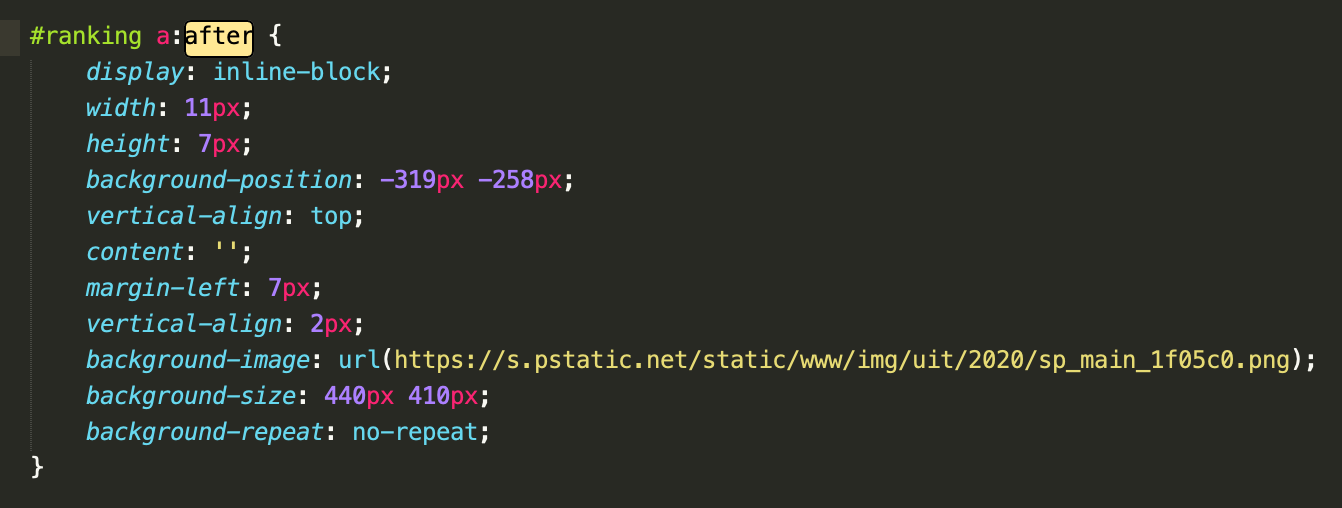 #ranking a:after {
    display: inline-block;
    width: 11px;
    height: 7px;
    background-position: -319px -258px;
    vertical-align: top;
    content: '';
    margin-left: 7px;
    vertical-align: 2px;
    background-image: url(https://s.pstatic.net/static/www/img/uit/2020/sp_main_1f05c0.png);
    background-size: 440px 410px;
    background-repeat: no-repeat;
}